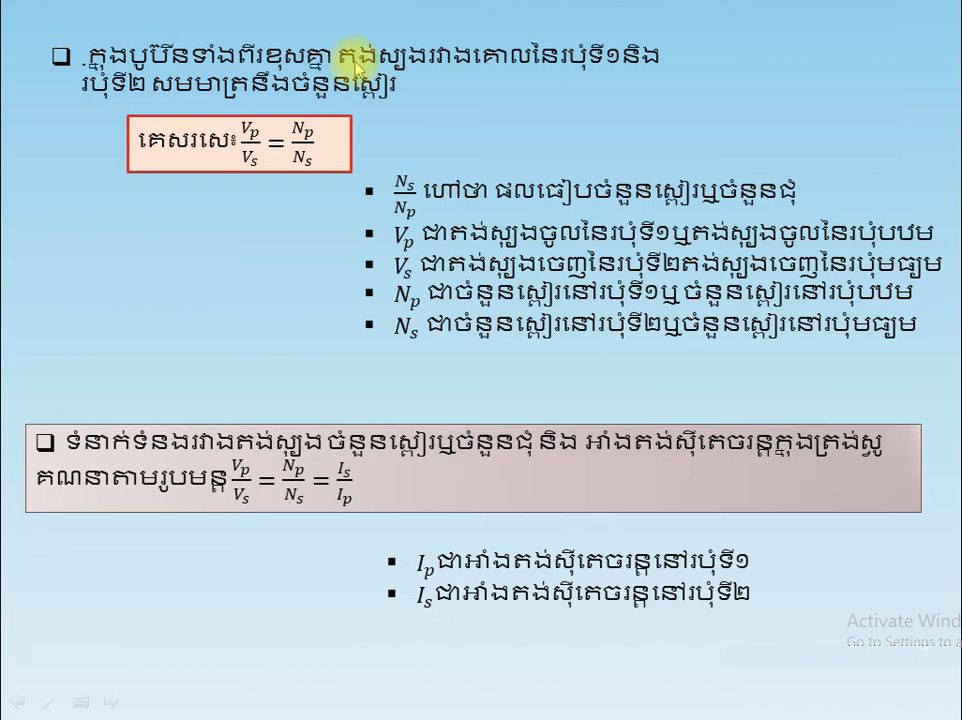 ❑ .ក្នុងបូប៊ីនទាំងពីរខុសគ្នា តង់ស្យុងរវាងគោលនៃរបុំទី១និង
របុំទី២ សមមាត្រនឹងចំនួនស្ពៀរ
គេសរសេរ៖ Vp/Vs = Np/Ns
▪ Ns/Np ហៅថា ផលធៀបចំនួនស្ពៀរឬចំនួនជុំ
▪ Vp ជាតង់ស្យុងចូលនៃរបុំទី១ឬតង់ស្យុងចូលនៃរបុំបឋម
▪ Vs ជាតង់ស្យុងចេញនៃរបុំទី២តង់ស្យុងចេញនៃរបុំមធ្យម
▪ Np ជាចំនួនស្ពៀរនៅរបុំទី១ឬ ចំនួនស្ពៀរនៅរបុំបឋម
▪ Ns ជាចំនួនស្ពៀរនៅរបុំទី២ឬចំនួនស្ពៀរនៅរបុំមធ្យម
❑ ទំនាក់ទំនងរវាងតង់ស្យុង ចំនួនស្ពៀរឬចំនួនជុំ និង អាំងតង់ស៊ីតេចរន្តក្នុងត្រង់ស្វូ
គណនាតាមរូបមន្ត Vp/Vs = Np/Ns = Is/Ip
▪ Ip ជាអាំងតង់ស៊ីតេចរន្តនៅរបុំទី១
▪ Is ជាអាំងតង់ស៊ីតេចរន្តនៅរបុំទី២
Activate Wind
Go to Settings to a